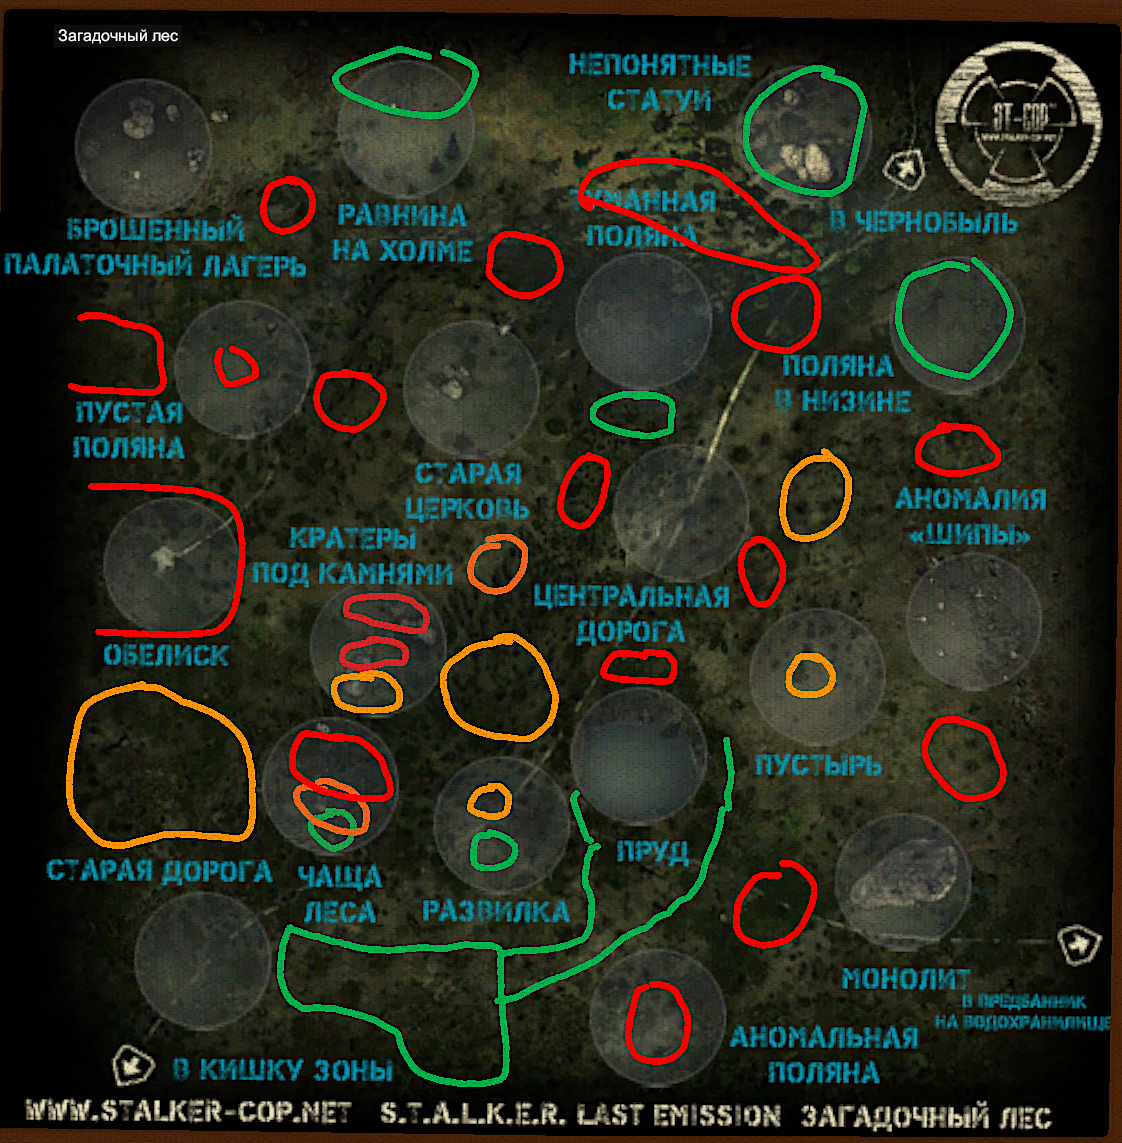 Загадочный лес
НЕПОНЯТНЫЕ
СТАТУИ
ST-COP
БРОШЕННЫЙ
ПАЛАТОЧНЫЙ ЛАГЕРЬ
РАВНИНА
НА ХОЛМЕ
ТУМАННАЯ
ПОЛЯНА
В ЧЕРНОБЫЛЬ
ПУСТАЯ
ПОЛЯНА
ПОЛЯНА
В НИЗИНЕ
СТАРАЯ
ЦЕРКОВЬ
АНОМАЛИЯ
«ШИПЫ»
КРАТЕРЫ
ПОД КАМНЯМИ
ЦЕНТРАЛЬНАЯ
ДОРОГА
ОБЕЛИСК
ПУСТЫРЬ
СТАРАЯ ДОРОГА
ЧАЩА
ЛЕСА
РАЗВИЛКА
ПРУД
МОНОЛИТ
В ПРЕДБАННИК
НА ВОДОХРАНИЛИЩЕ
АНОМАЛЬНАЯ
ПОЛЯНА
В КИШКУ ЗОНЫ
WWW.STALKER-COP.NET S.T.A.L.K.E.R. LAST EMISSION ЗАГАДОЧНЫЙ ЛЕС